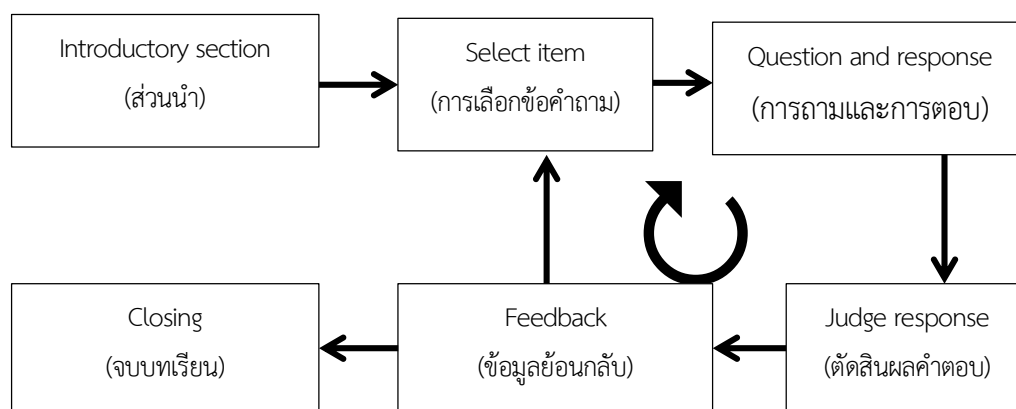 Introductory section
(ส่วนนำ)
Select item
(การเลือกข้อคำถาม)
Question and response
(การถามและการตอบ)
Closing
(จบบทเรียน)
Feedback
(ข้อมูลย้อนกลับ)
Judge response
(ตัดสินผลคำตอบ)